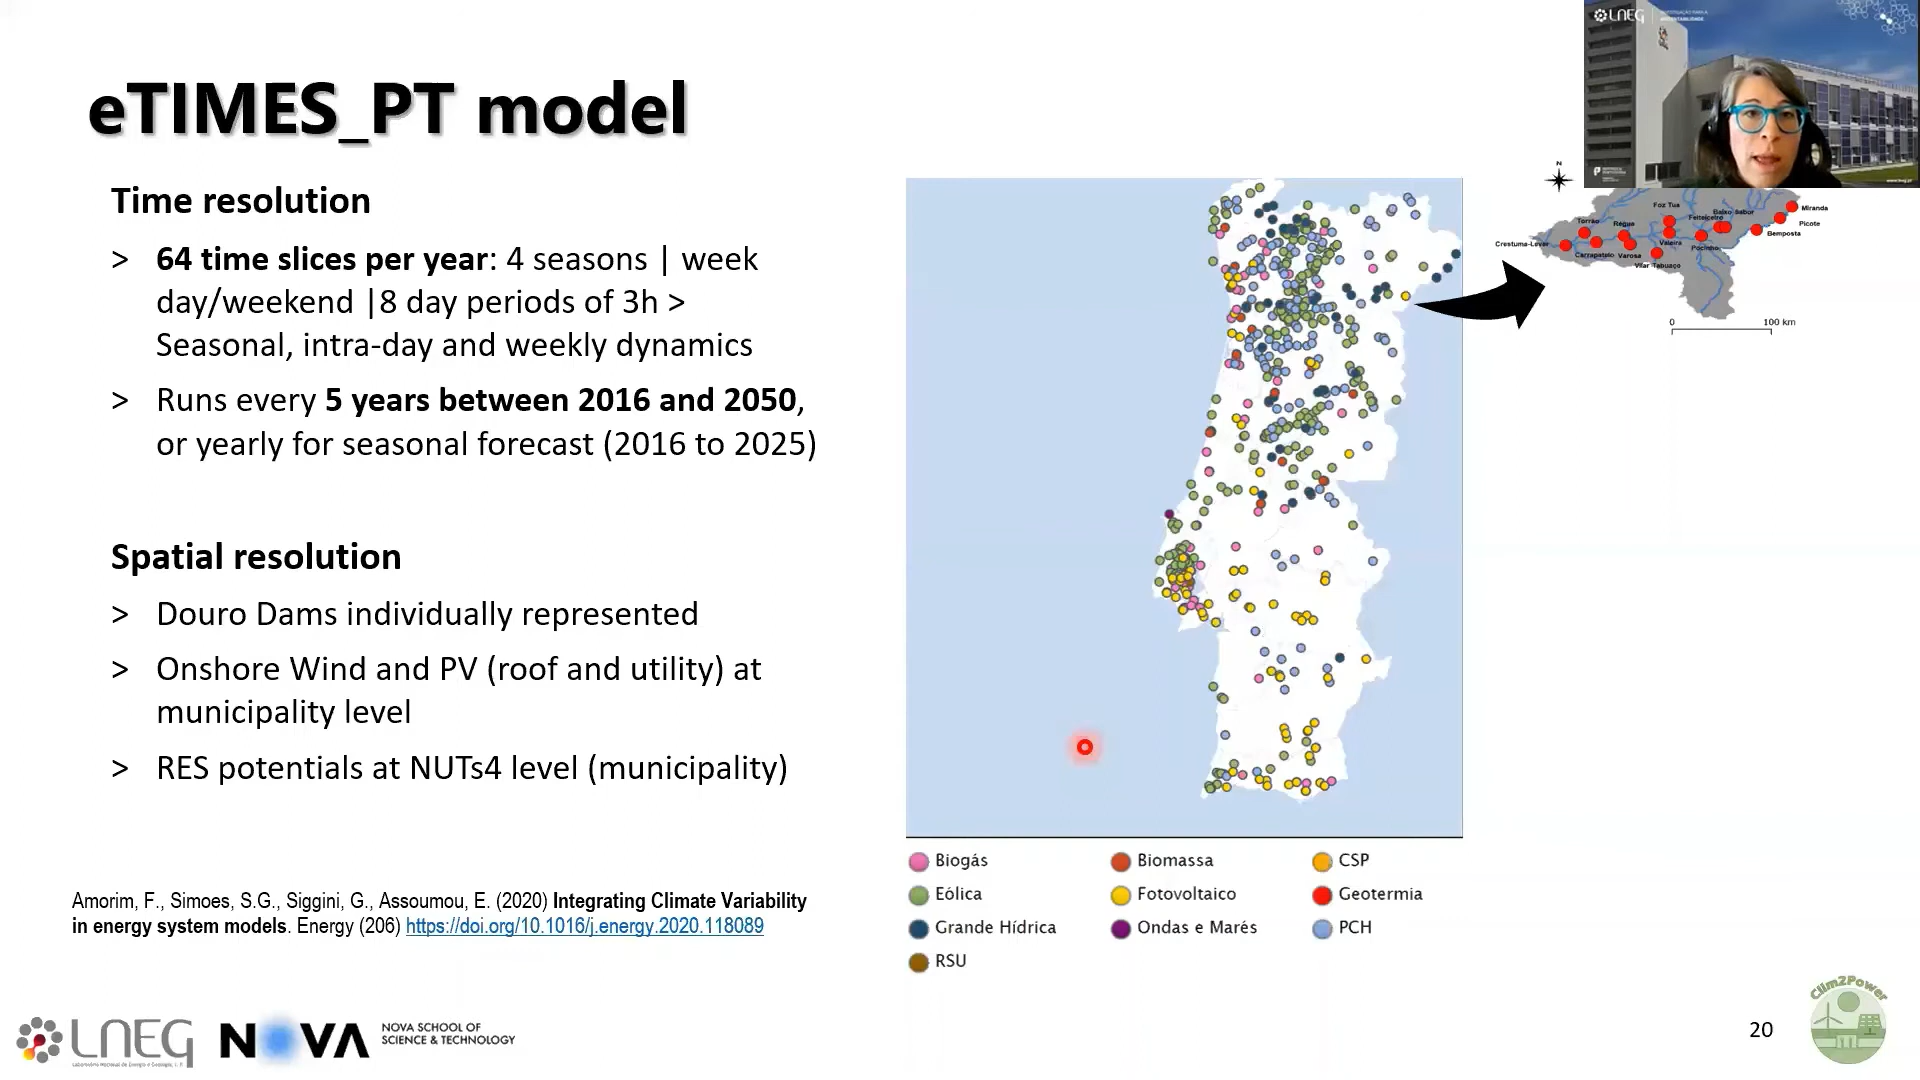 eTIMES_PT model
Time resolution
> 64 time slices per year: 4 seasons | week
day/weekend |8 day periods of 3h >
Seasonal, intra-day and weekly dynamics
> Runs every 5 years between 2016 and 2050,
or yearly for seasonal forecast (2016 to 2025)
Spatial resolution
> Douro Dams individually represented
> Onshore Wind and PV (roof and utility) at
municipality level
> RES potentials at NUTs4 level (municipality)
Amorim, F., Simoes, S.G., Siggini, G., Assoumou, E. (2020) Integrating Climate Variability
in energy system models. Energy (206) https://doi.org/10.1016/j.energy.2020.118089
LNEG
Laboratório Nacional de Energia e Geologia, I. P.
NOVA
NOVA SCHOOL OF
SCIENCE & TECHNOLOGY
Biogás
Biomassa
CSP
Eólica
Fotovoltaico
Geotermia
Grande Hídrica
Ondas e Marés
PCH
RSU
LNEG
N
Foz Tua
Miranda
Torrão
Régua
Feiticeiro
Baixo Sabor
Picote
Bemposta
Crestuma-Lever
Valeira
Pocinho
Carrapatelo
Varosa
Vilar Tabuaço
0
100 km
20
Clim2Power